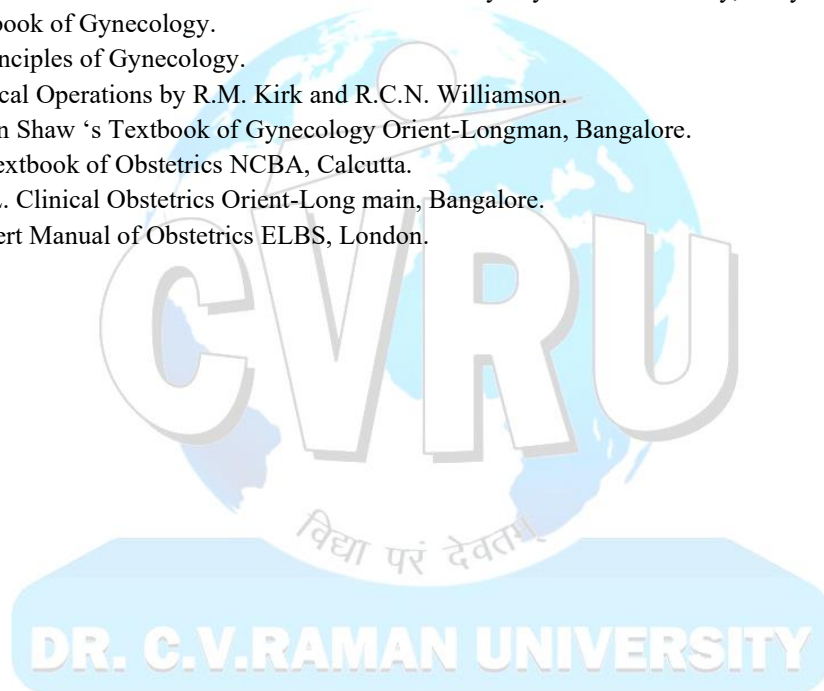 book of Gynecology.
nciples of Gynecology.
cal Operations by R.M. Kirk and R.C.N. Williamson.
n Shaw ‘s Textbook of Gynecology Orient-Longman, Bangalore.
extbook of Obstetrics NCBA, Calcutta.
. Clinical Obstetrics Orient-Long main, Bangalore.
ert Manual of Obstetrics ELBS, London.
CVRU
विद्या परं देवतम्
DR. C.V.RAMAN UNIVERSITY